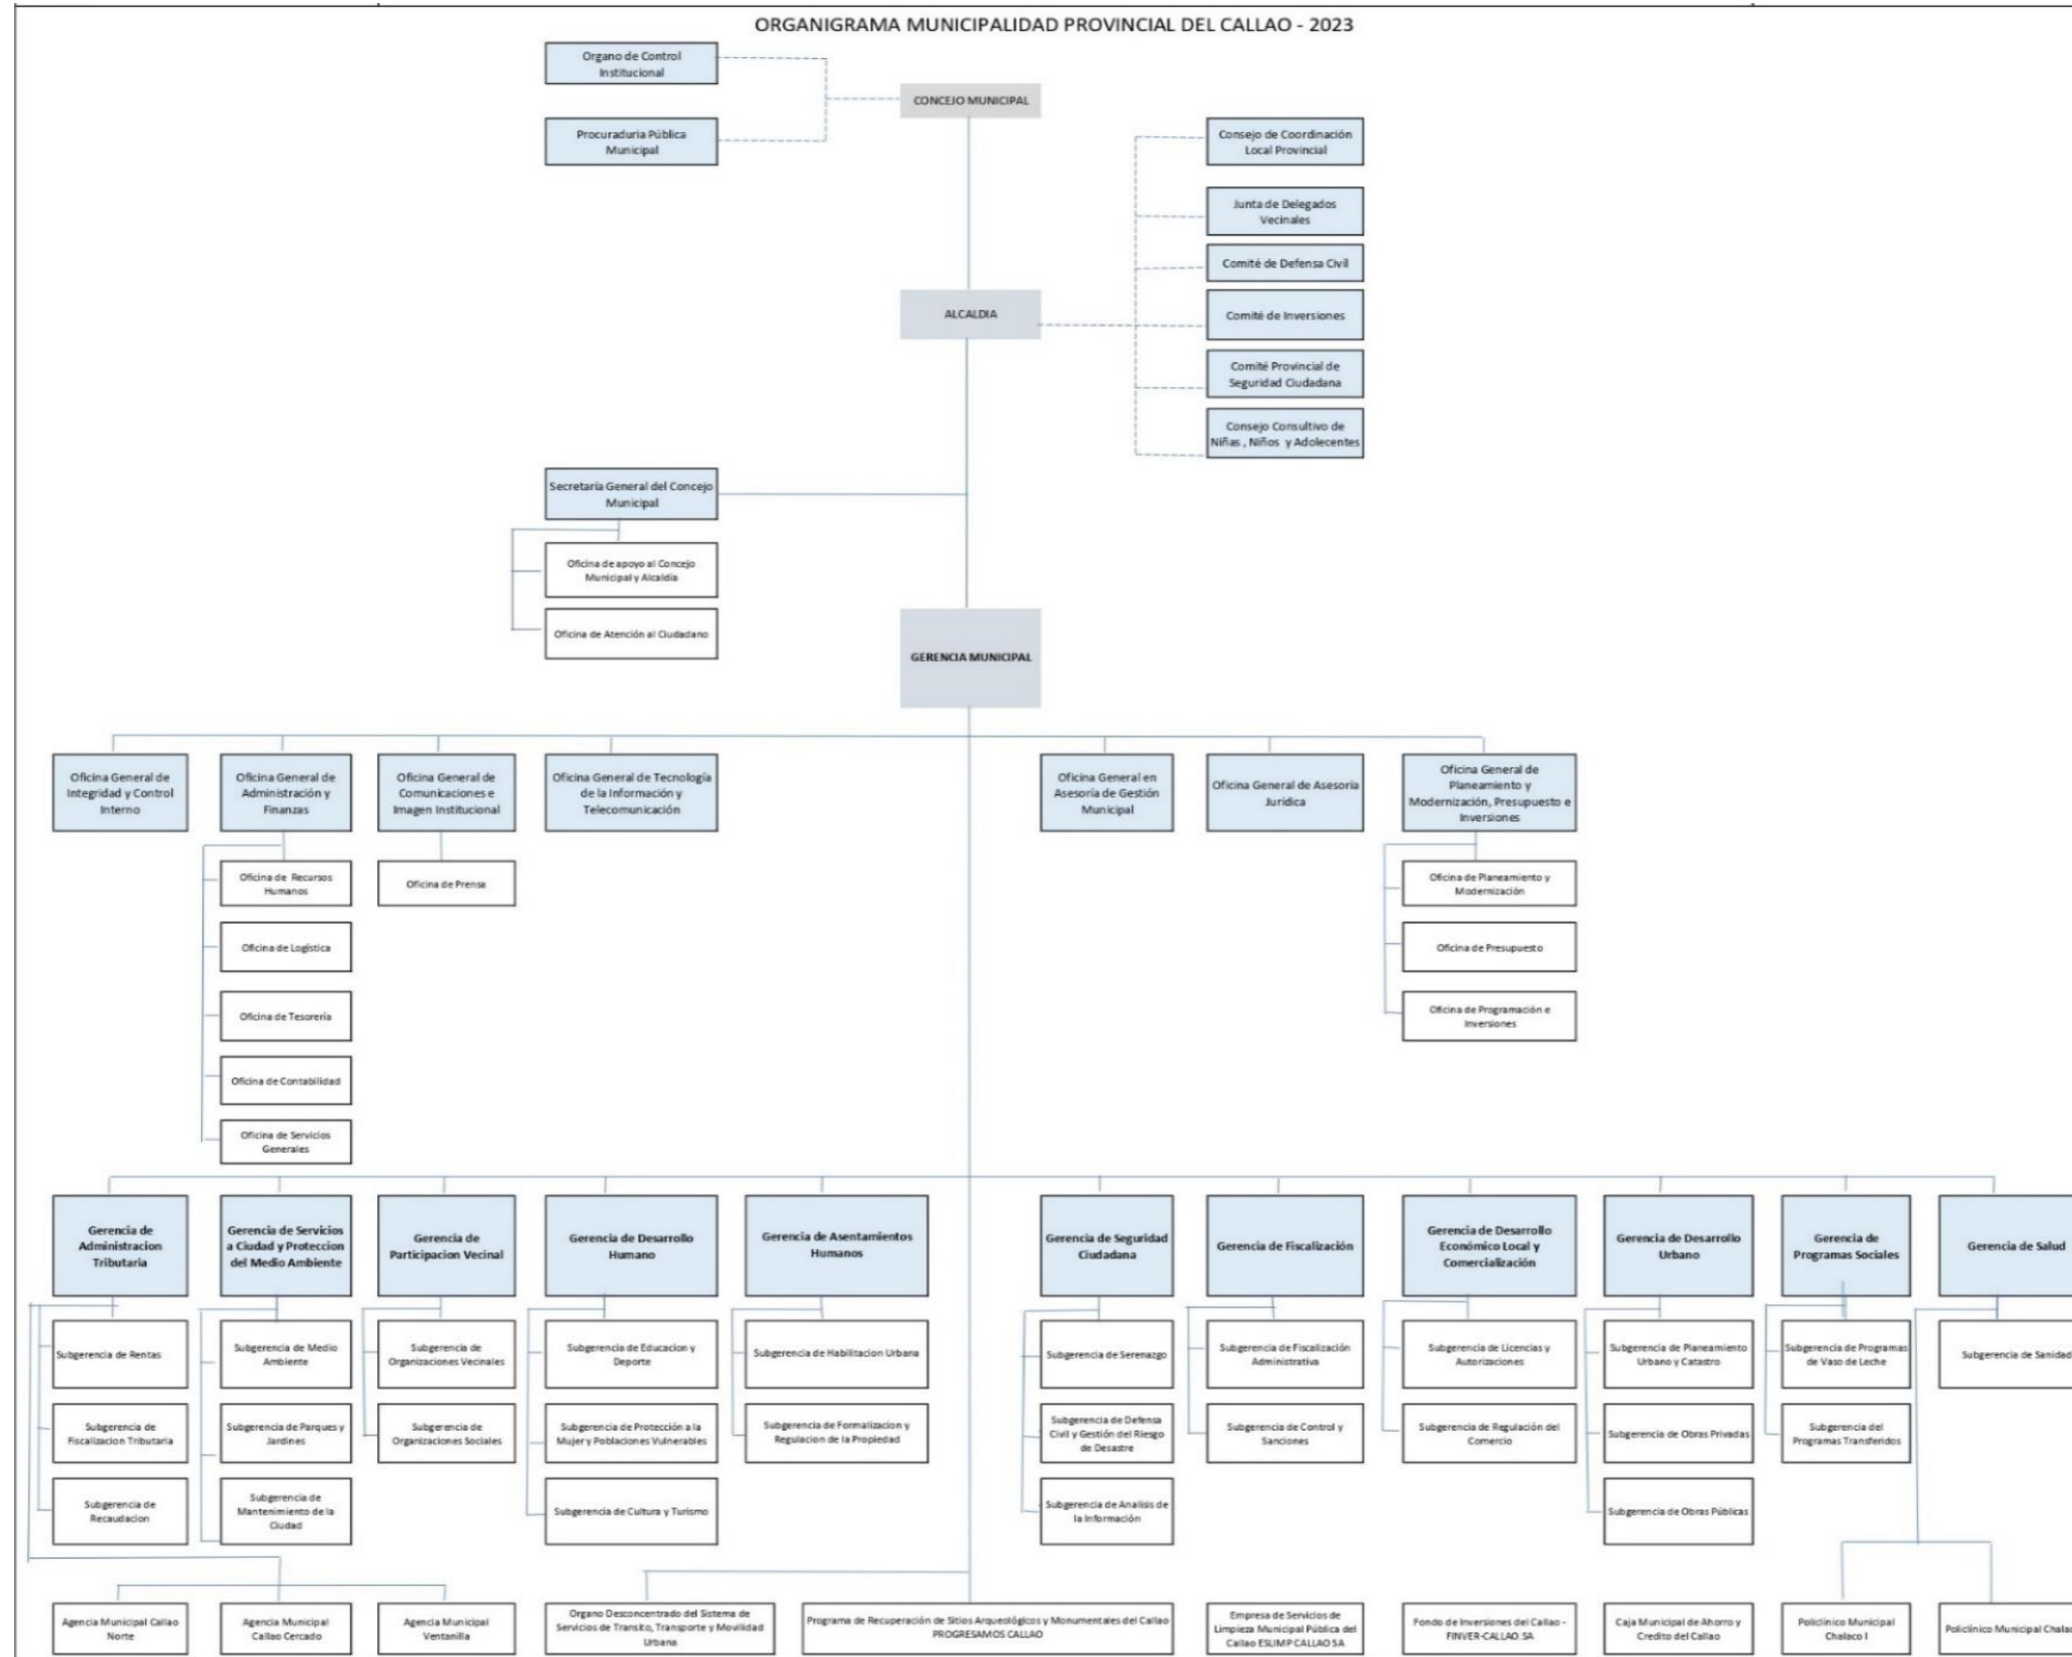 ORGANIGRAMA MUNICIPALIDAD PROVINCIAL DEL CALLAO - 2023
Organo de Control
Institucional
CONCEJO MUNICIPAL
Procuraduria Pública
Municipal
Consejo de Coordinación
Local Provincial
Junta de Delegados
Vecinales
Comité de Defensa Civil
ALCALDIA
Comité de Inversiones
Comité Provincial de
Seguridad Ciudadana
Consejo Consultivo de
Niñas , Niños y Adolecentes
Secretaría General del Concejo
Municipal
Oficina de apoyo al Concejo
Municipal y Alcaldía
Oficina de Atención al Ciudadano
GERENCIA MUNICIPAL
Oficina General de
Integridad y Control
Interno
Oficina General de
Administración y
Finanzas
Oficina General de
Comunicaciones e
Imagen Institucional
Oficina General de Tecnología
de la Información y
Telecomunicación
Oficina General en
Asesoría de Gestión
Municipal
Oficina General de Asesoría
Jurídica
Oficina General de
Planeamiento y
Modernización, Presupuesto e
Inversiones
Oficina de Recursos
Humanos
Oficina de Logística
Oficina de Tesorería
Oficina de Contabilidad
Oficina de Servicios
Generales
Oficina de Prensa
Oficina de Planeamiento y
Modernización
Oficina de Presupuesto
Oficina de Programación e
Inversiones
Gerencia de
Administracion
Tributaria
Gerencia de Servicios
a Ciudad y Proteccion
del Medio Ambiente
Gerencia de
Participacion Vecinal
Gerencia de Desarrollo
Humano
Gerencia de Asentamientos
Humanos
Gerencia de Seguridad
Ciudadana
Gerencia de Fiscalización
Gerencia de Desarrollo
Económico Local y
Comercialización
Gerencia de Desarrollo
Urbano
Gerencia de
Programas Sociales
Gerencia de Salud
Subgerencia de Rentas
Subgerencia de
Fiscalizacion Tributaria
Subgerencia de
Recaudacion
Subgerencia de Medio
Ambiente
Subgerencia de Parques y
Jardines
Subgerencia de
Mantenimiento de la
Ciudad
Subgerencia de
Organizaciones Vecinales
Subgerencia de
Organizaciones Sociales
Subgerencia de Educacion y
Deporte
Subgerencia de Protección a la
Mujer y Poblaciones Vulnerables
Subgerencia de Cultura y Turismo
Subgerencia de Habilitacion Urbana
Subgerencia de Formalizacion y
Regulacion de la Propiedad
Subgerencia de Serenazgo
Subgerencia de Defensa
Civil y Gestión del Riesgo
de Desastre
Subgerencia de Analisis de
la Información
Subgerencia de Fiscalización
Administrativa
Subgerencia de Control y
Sanciones
Subgerencia de Licencias y
Autorizaciones
Subgerencia de Regulación del
Comercio
Subgerencia de Planeamiento
Urbano y Catastro
Subgerencia de Obras Privadas
Subgerencia de Obras Públicas
Subgerencia de Programas
de Vaso de Leche
Subgerencia del
Programas Transferidos
Subgerencia de Sanidad
Agencia Municipal Callao
Norte
Agencia Municipal
Callao Cercado
Agencia Municipal
Ventanilla
Organo Desconcentrado del Sistema de
Servicios de Transito, Transporte y Movilidad
Urbana
Programa de Recuperación de Sitios Arqueológicos y Monumentales del Callao
PROGRESAMOS CALLAO
Empresa de Servicios de
Limpieza Municipal Pública del
Callao ESLIMP CALLAO SA
Fondo de Inversiones del Callao -
FINVER-CALLAO. SA
Caja Municipal de Ahorro y
Credito del Callao
Policlínico Municipal
Chalaco I
Policlínico Municipal